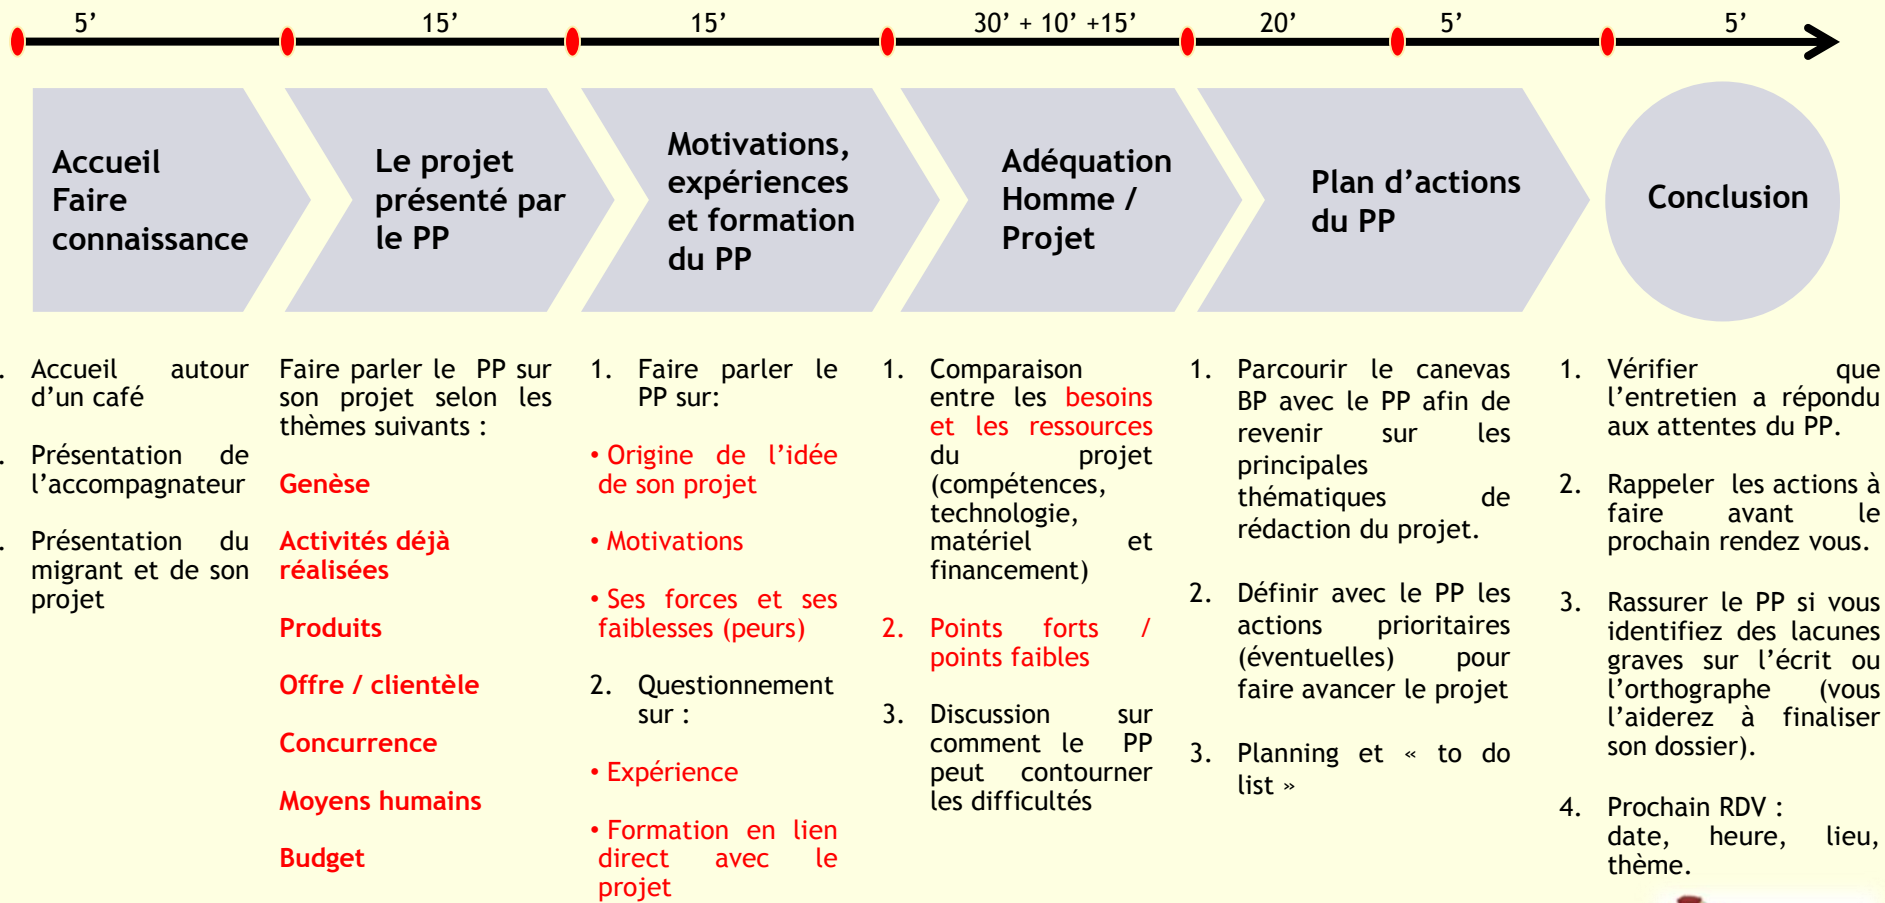 5’
15’
15’
30’ + 10’ +15’
20’
5’
5’
Accueil
Faire
connaissance
Le projet
présenté par
le PP
Motivations,
expériences
et formation
du PP
Adéquation
Homme /
Projet
Plan d’actions
du PP
Conclusion
. Accueil autour
d’un café
. Présentation de
l’accompagnateur
. Présentation du
migrant et de son
projet
Faire parler le PP sur
son projet selon les
thèmes suivants :
Genèse
Activités déjà
réalisées
Produits
Offre / clientèle
Concurrence
Moyens humains
Budget
1. Faire parler le
PP sur:
• Origine de l’idée
de son projet
• Motivations
• Ses forces et ses
faiblesses (peurs)
2. Questionnement
sur :
• Expérience
• Formation en lien
direct avec le
projet
1. Comparaison
entre les besoins
et les ressources
du projet
(compétences,
technologie,
matériel et
financement)
2. Points forts /
points faibles
3. Discussion sur
comment le PP
peut contourner
les difficultés
1. Parcourir le canevas
BP avec le PP afin de
revenir sur les
principales
thématiques de
rédaction du projet.
2. Définir avec le PP les
actions prioritaires
(éventuelles) pour
faire avancer le projet
3. Planning et « to do
list »
1. Vérifier que
l’entretien a répondu
aux attentes du PP.
2. Rappeler les actions à
faire avant le
prochain rendez vous.
3. Rassurer le PP si vous
identifiez des lacunes
graves sur l’écrit ou
l’orthographe (vous
l’aiderez à finaliser
son dossier).
4. Prochain RDV :
date, heure, lieu,
thème.